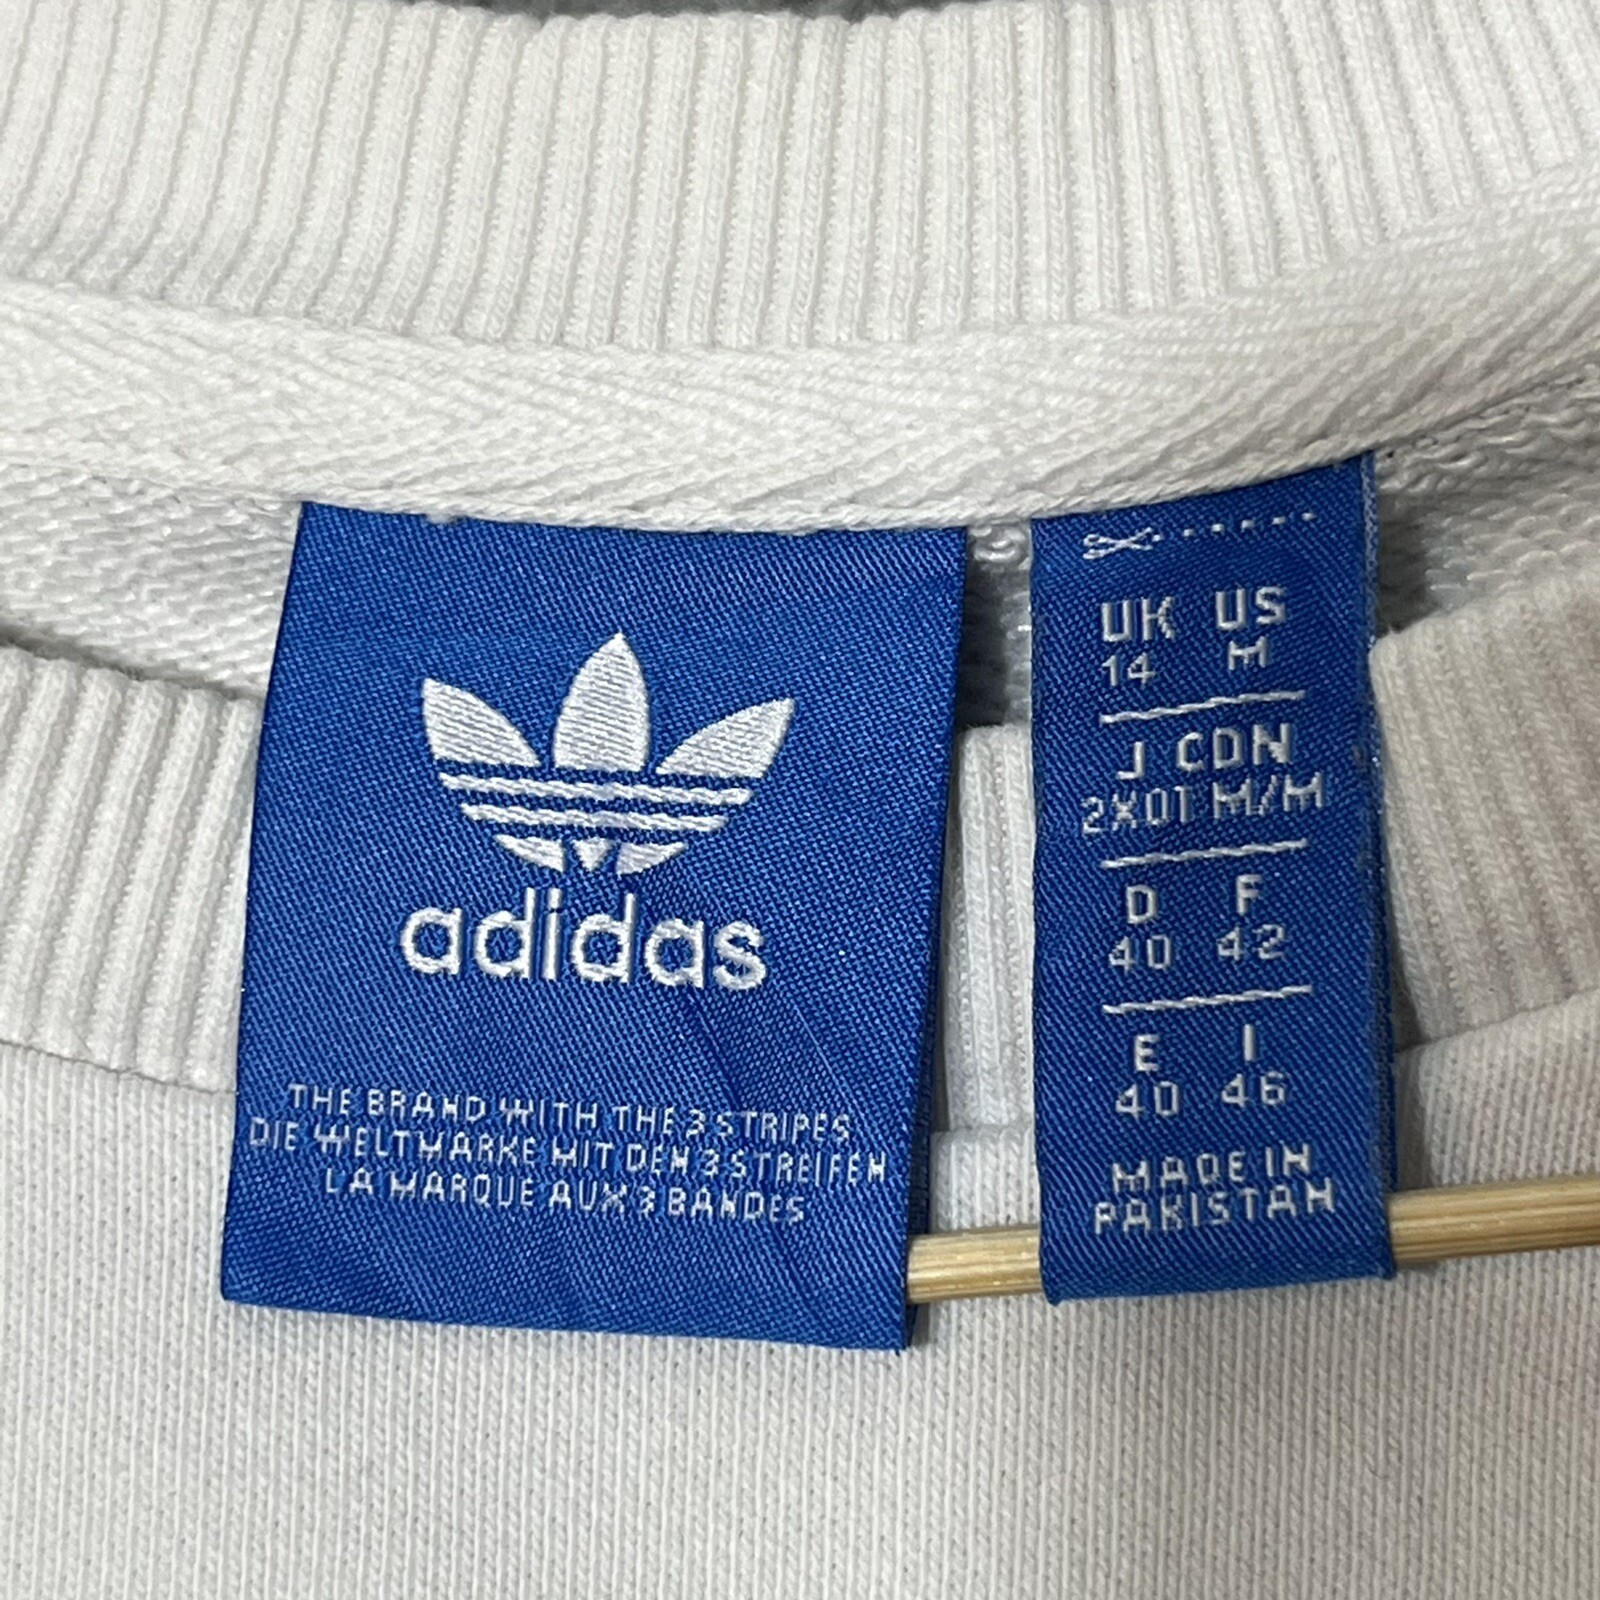 adidas
THE BRAND WITH THE 3 STRIPES
DIE WELTMARKE MIT DEN 3 STREIFEN
LA MARQUE AUX 3 BANDES
UK US
14 M
J CDN
2XOT M/M
D F
40 42
E I
40 46
MADE IN
PAKISTAN